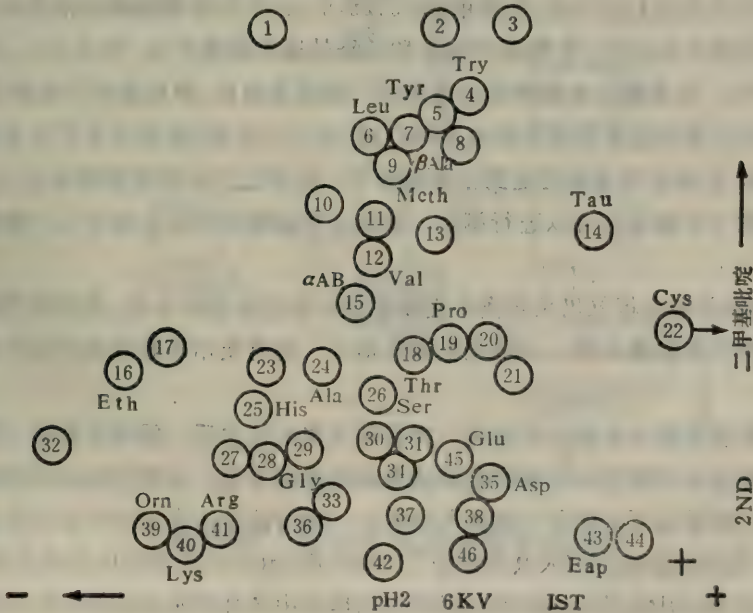 1 2 3
Try
4
Tyr
5
Leu
6 7 8
9 βAla
Meth
10
11
13
Tau
14
12
Val
αAB
15
Cys
22
Pro
17
18 19 20
16
23 24
Thr
21
Eth
Ala
26
25 His
Ser
32
30 31
Glu
27 28 29
45
34
Gly
35 Asp
33
Orn Arg
36
37
38
39 40 41
43 44
Lys
42
46
Eap
+
- pH2 6KV IST +
2ND 二甲基吡啶